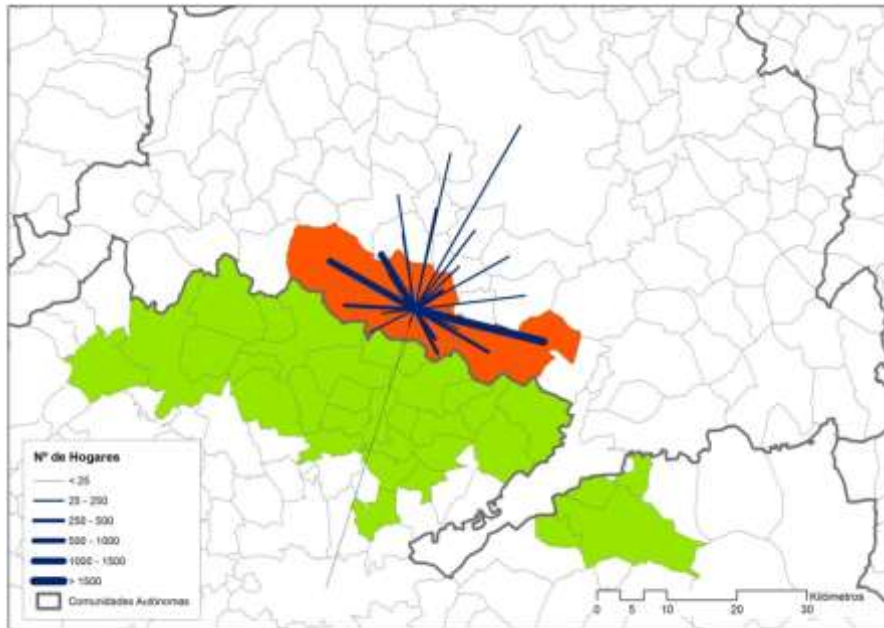 Nº de Hogares
< 25
25 - 250
250 - 500
500 - 1000
1000 - 1500
> 1500
Comunidades Autónomas
Kilómetros
0 5 10 20 30